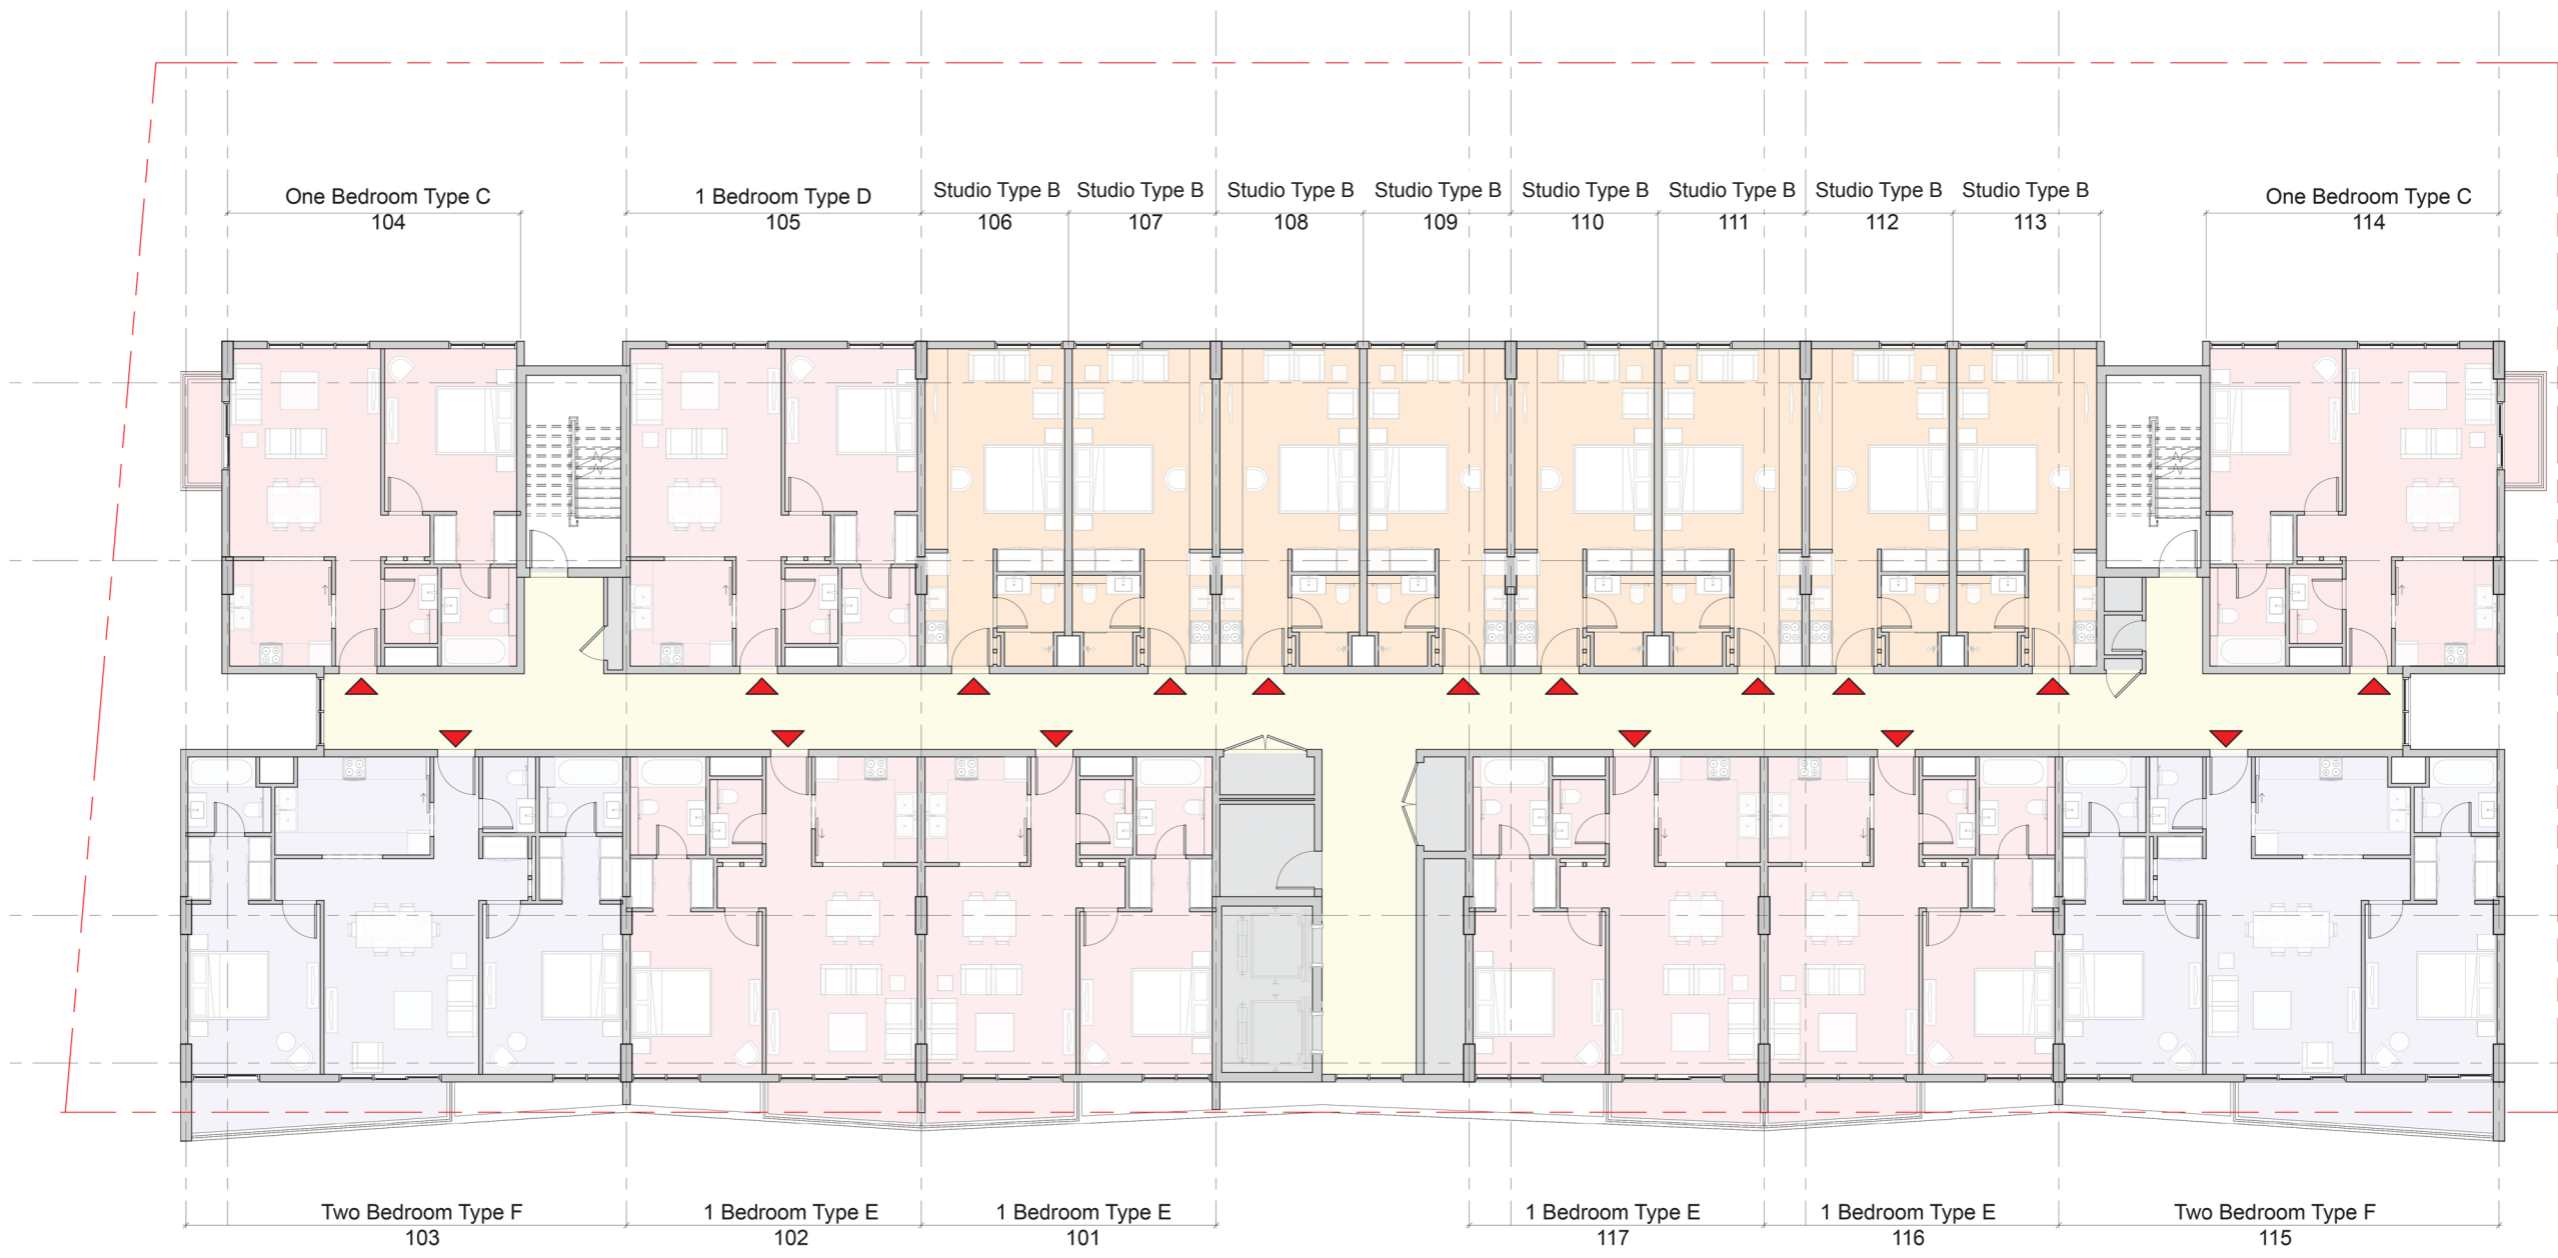 One Bedroom Type C
104
1 Bedroom Type D
105
Studio Type B
106
Studio Type B
107
Studio Type B
108
Studio Type B
109
Studio Type B
110
Studio Type B
111
Studio Type B
112
Studio Type B
113
One Bedroom Type C
114
Two Bedroom Type F
103
1 Bedroom Type E
102
1 Bedroom Type E
101
1 Bedroom Type E
117
1 Bedroom Type E
116
Two Bedroom Type F
115